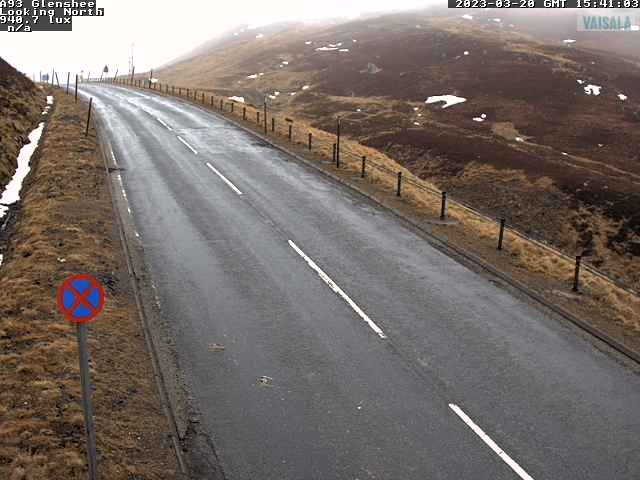 A93 Glenshee
Looking North
940.7 lux
n/a
2023-03-20 GMT 15:41:03
VAISALA